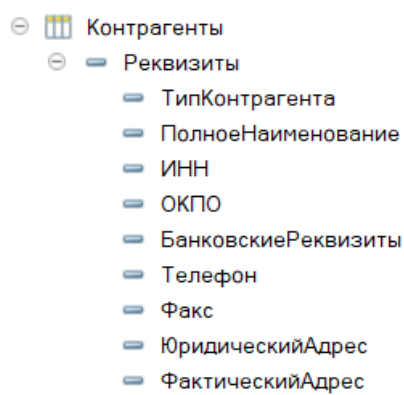 Контрагенты
Реквизиты
ТипКонтрагента
ПолноеНаименование
ИНН
ОКПО
БанковскиеРеквизиты
Телефон
Факс
ЮридическийАдрес
ФактическийАдрес